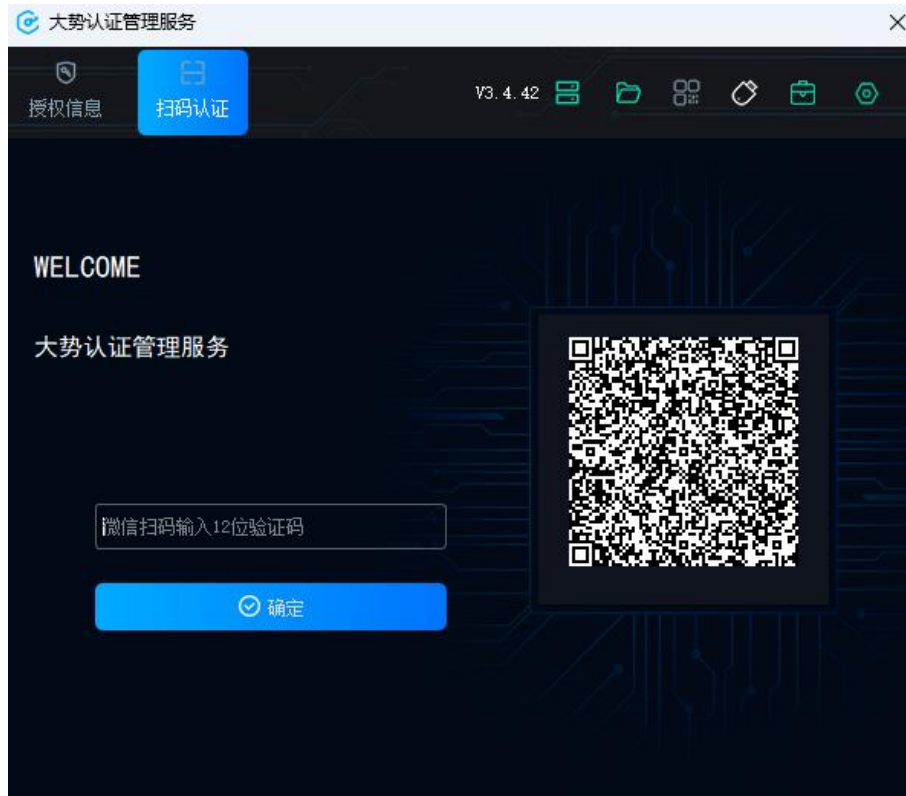 大势认证管理服务
授权信息
扫码认证
V3.4.42
WELCOME
大势认证管理服务
微信扫码输入12位验证码
确定